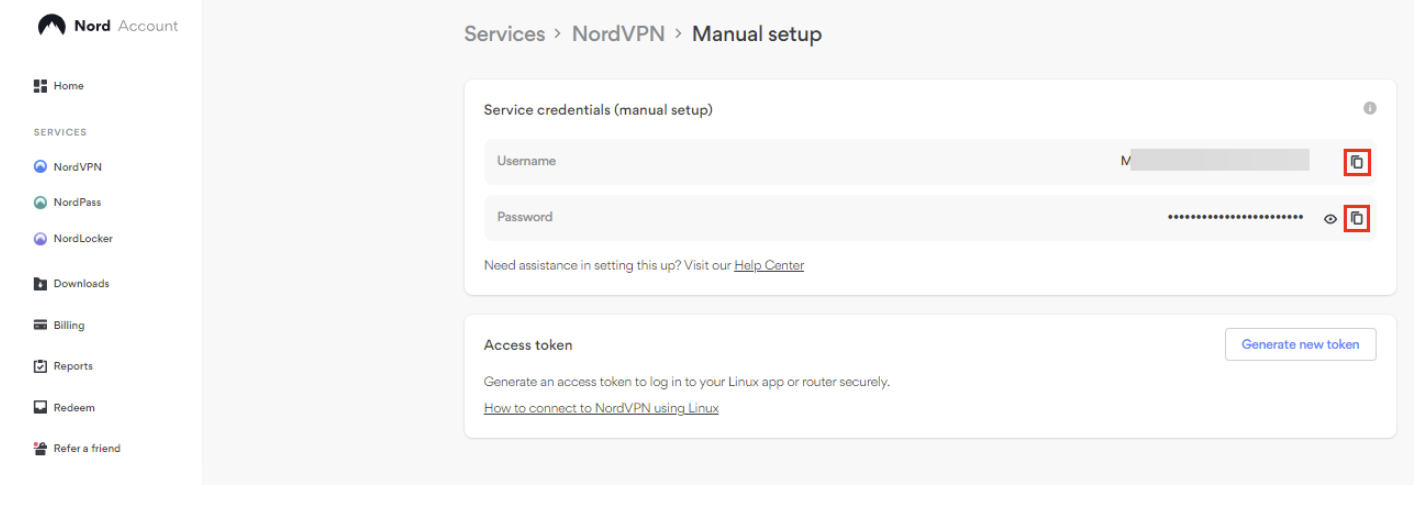 Nord Account
Home
SERVICES
NordVPN
NordPass
NordLocker
Downloads
Billing
Reports
Redeem
Refer a friend
Services > NordVPN > Manual setup
Service credentials (manual setup)
Username M
Password ••••••••••••••••••••••••
Need assistance in setting this up? Visit our Help Center
Access token
Generate new token
Generate an access token to log in to your Linux app or router securely.
How to connect to NordVPN using Linux